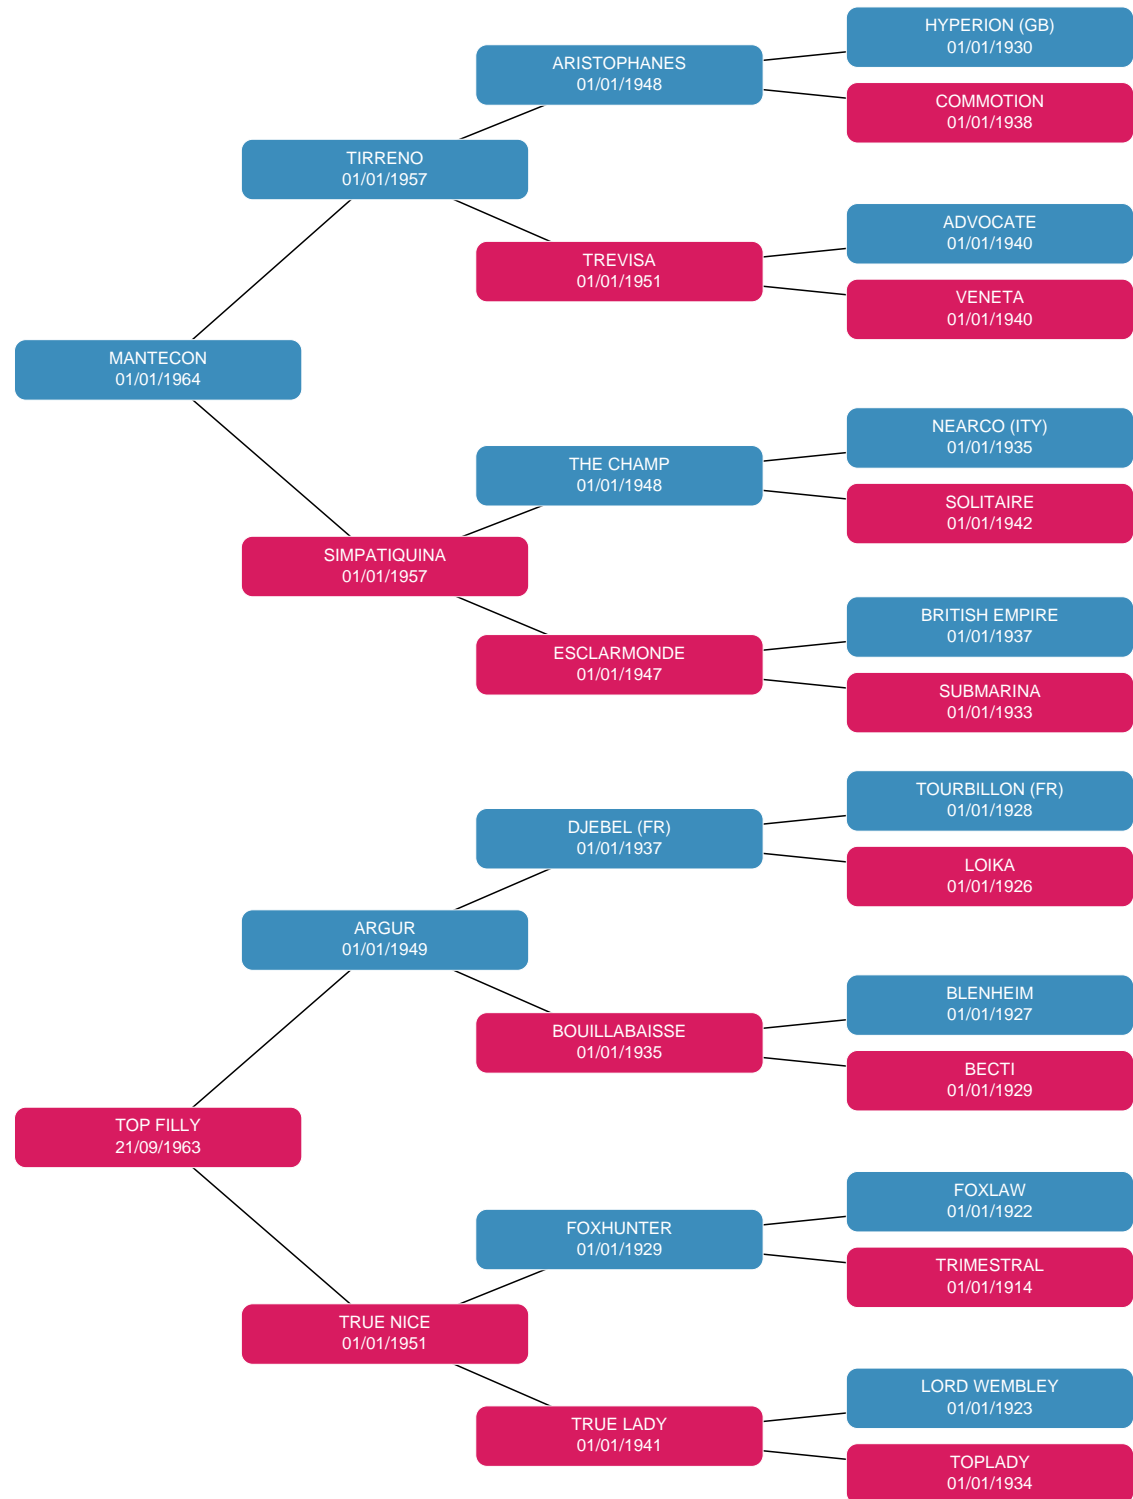 HYPERION (GB)
01/01/1930
ARISTOPHANES
01/01/1948
COMMOTION
01/01/1938
TIRRENO
01/01/1957
ADVOCATE
01/01/1940
TREVISA
01/01/1951
VENETA
01/01/1940
MANTECON
01/01/1964
NEARCO (ITY)
01/01/1935
THE CHAMP
01/01/1948
SOLITAIRE
01/01/1942
SIMPATIQUINA
01/01/1957
BRITISH EMPIRE
01/01/1937
ESCLARMONDE
01/01/1947
SUBMARINA
01/01/1933
TOURBILLON (FR)
01/01/1928
DJEBEL (FR)
01/01/1937
LOIKA
01/01/1926
ARGUR
01/01/1949
BLENHEIM
01/01/1927
BOUILLABAISSE
01/01/1935
BECTI
01/01/1929
TOP FILLY
21/09/1963
FOXLAW
01/01/1922
FOXHUNTER
01/01/1929
TRIMESTRAL
01/01/1914
TRUE NICE
01/01/1951
LORD WEMBLEY
01/01/1923
TRUE LADY
01/01/1941
TOPLADY
01/01/1934